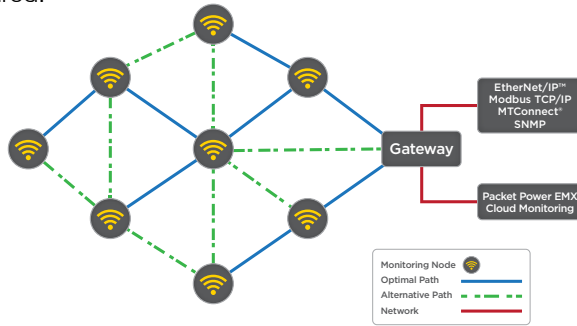 EtherNet/IP™
Modbus TCP/IP
MTConnect®
SNMP
Gateway
Packet Power EMX
Cloud Monitoring
Monitoring Node
Optimal Path
Alternative Path
Network